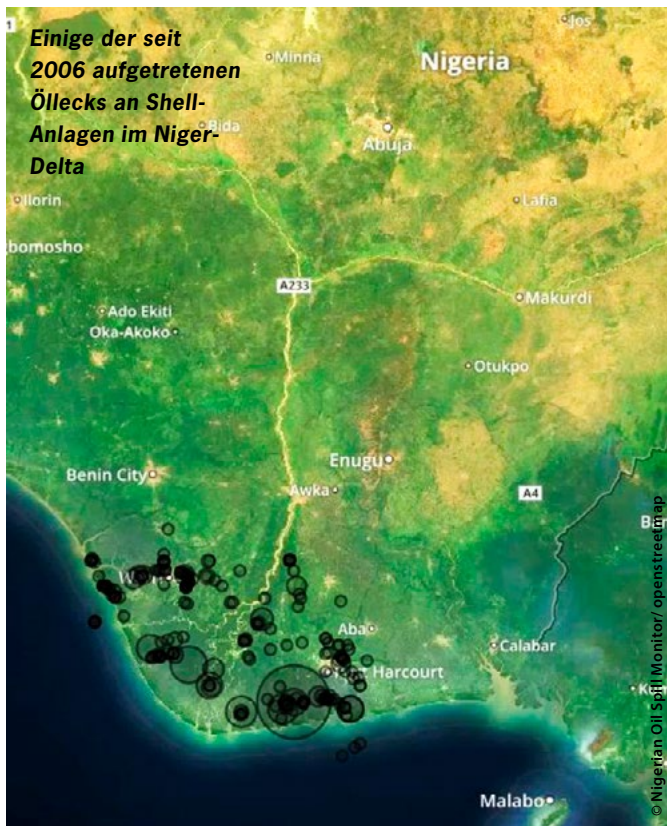 Einige der seit
2006 aufgetretenen
Öllecks an Shell-
Anlagen im Niger-
Delta
1
Jos
Minna
Nigeria
Bida
Abuja
Ilorin
Lafia
gbomosho
A233
Makurdi
Ado Ekiti
Oka-Akoko
Otukpo
Enugu
Benin City
Awka
A4
Aba
Calabar
Harcourt
Malabo
© Nigerian Oil Spill Monitor/ openstreetmap